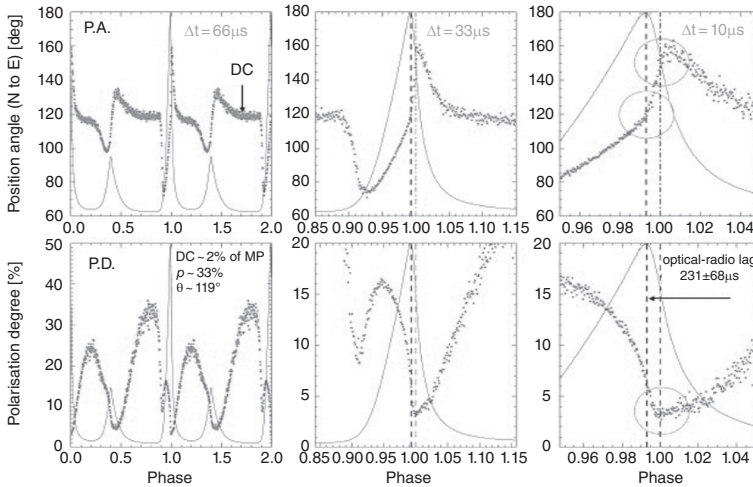 Position angle (N to E) [deg]
180
160
140
120
100
80
60
P.A.
Δt = 66μs
DC
0.0 0.5 1.0 1.5 2.0
180
160
140
120
100
80
60
Δt = 33μs
0.85 0.90 0.95 1.00 1.05 1.10 1.15
180
160
140
120
100
80
60
Δt = 10μs
0.96 0.98 1.00 1.02 1.04
Polarisation degree [%]
50
40
30
20
10
0
P.D.
DC ~ 2% of MP
p ~ 33%
θ ~ 119°
0.0 0.5 1.0 1.5 2.0
Phase
20
15
10
5
0
0.85 0.90 0.95 1.00 1.05 1.10 1.15
Phase
20
15
10
5
0
optical-radio lag
231±68μs
0.96 0.98 1.00 1.02 1.04
Phase